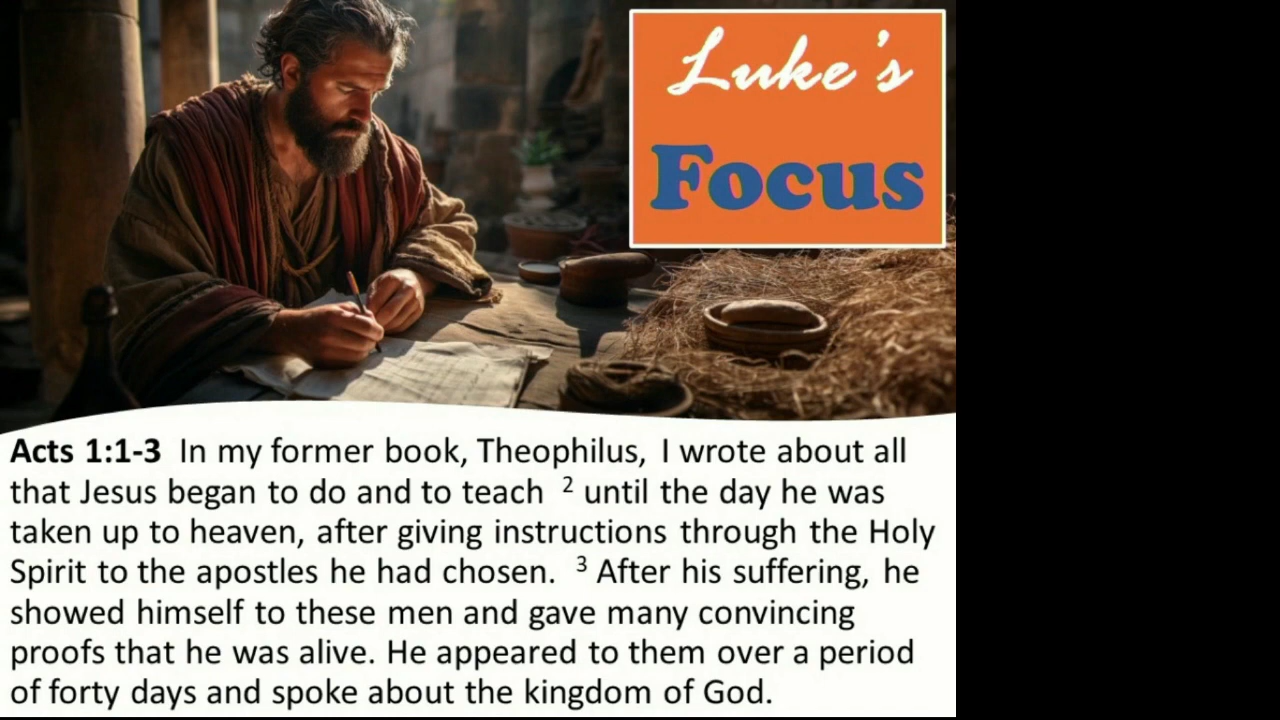 Luke's
Focus
Acts 1:1-3 In my former book, Theophilus, I wrote about all
that Jesus began to do and to teach 2 until the day he was
taken up to heaven, after giving instructions through the Holy
Spirit to the apostles he had chosen. 3 After his suffering, he
showed himself to these men and gave many convincing
proofs that he was alive. He appeared to them over a period
of forty days and spoke about the kingdom of God.